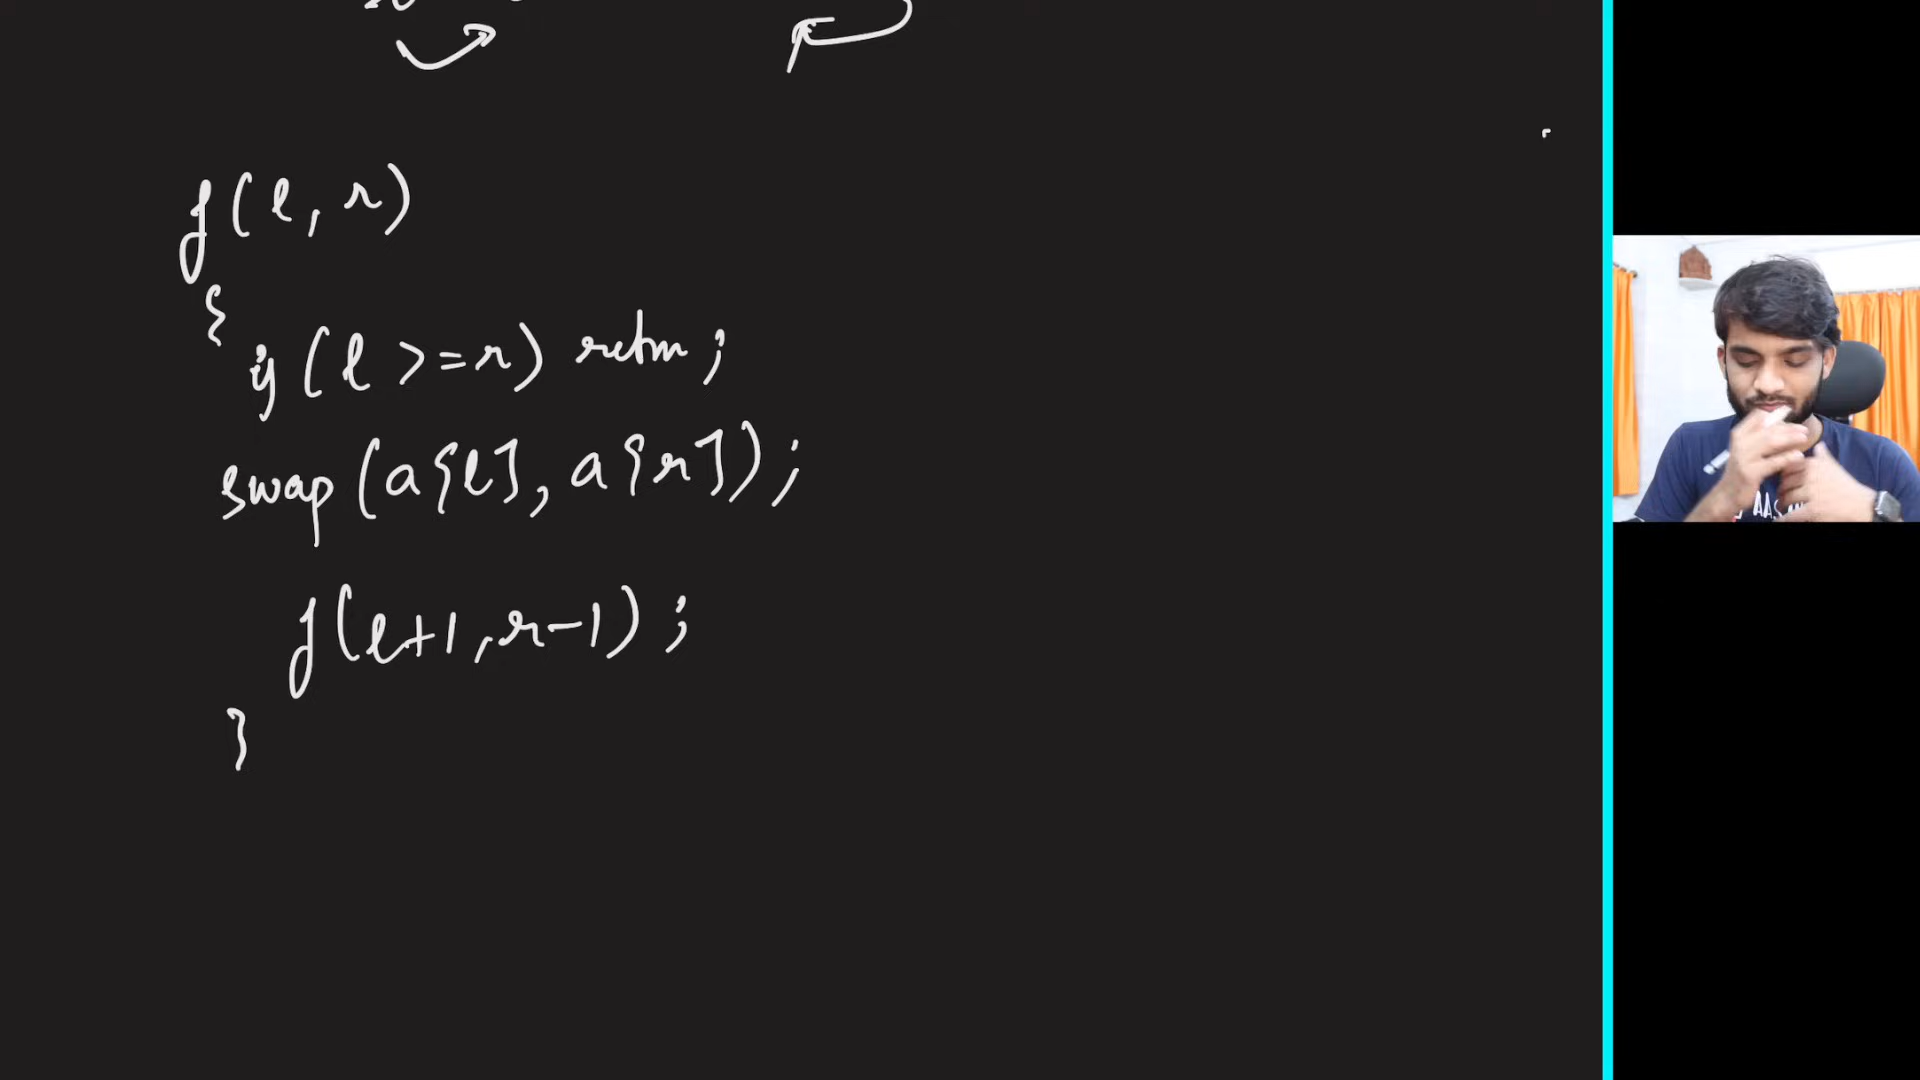 f(l, r)
{
if (l >= r) return;
swap(a[l], a[r]);
f(l+1, r-1);
}